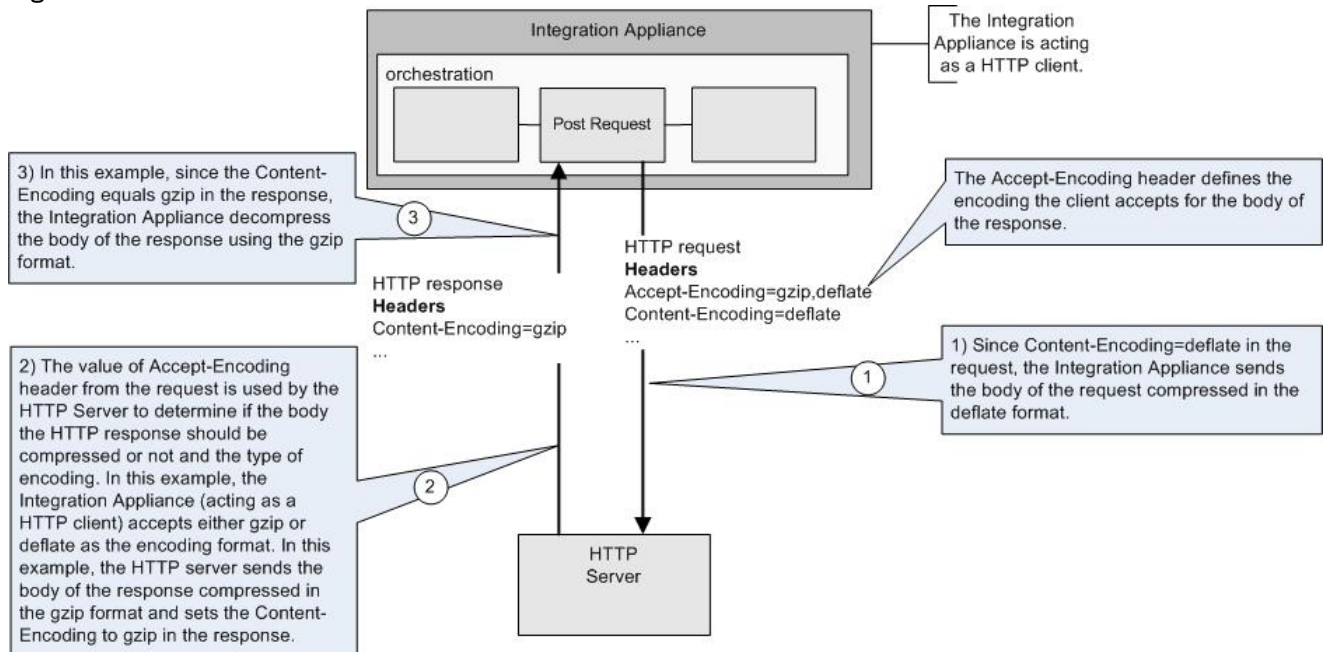 Integration Appliance
The Integration
Appliance is acting
as a HTTP client.
orchestration
Post Request
3) In this example, since the Content-
Encoding equals gzip in the response,
the Integration Appliance decompress
the body of the response using the gzip
format.
3
The Accept-Encoding header defines the
encoding the client accepts for the body of
the response.
HTTP request
Headers
Accept-Encoding=gzip,deflate
Content-Encoding=deflate
...
HTTP response
Headers
Content-Encoding=gzip
...
1) Since Content-Encoding=deflate in the
request, the Integration Appliance sends
the body of the request compressed in the
deflate format.
1
2) The value of Accept-Encoding
header from the request is used by the
HTTP Server to determine if the body
the HTTP response should be
compressed or not and the type of
encoding. In this example, the
Integration Appliance (acting as a
HTTP client) accepts either gzip or
deflate as the encoding format. In this
example, the HTTP server sends the
body of the response compressed in
the gzip format and sets the Content-
Encoding to gzip in the response.
2
HTTP
Server